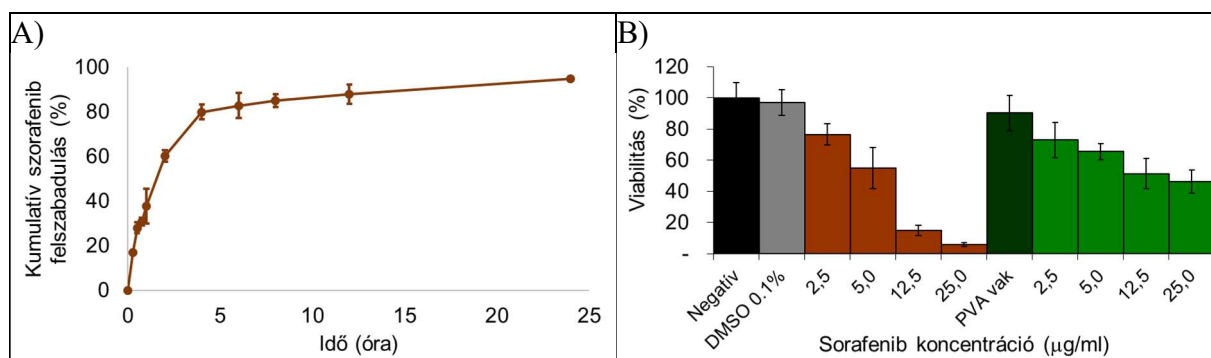 A)
Kumulatív szorafenib
felszabadulás (%)
100
80
60
40
20
0
0
5
10
15
20
25
Idő (óra)
B)
Viabilitás (%)
120
100
80
60
40
20
-
Negatív
DMSO 0.1%
2,5
5,0
12,5
25,0
PVA vak
2,5
5,0
12,5
25,0
Sorafenib koncentráció (µg/ml)